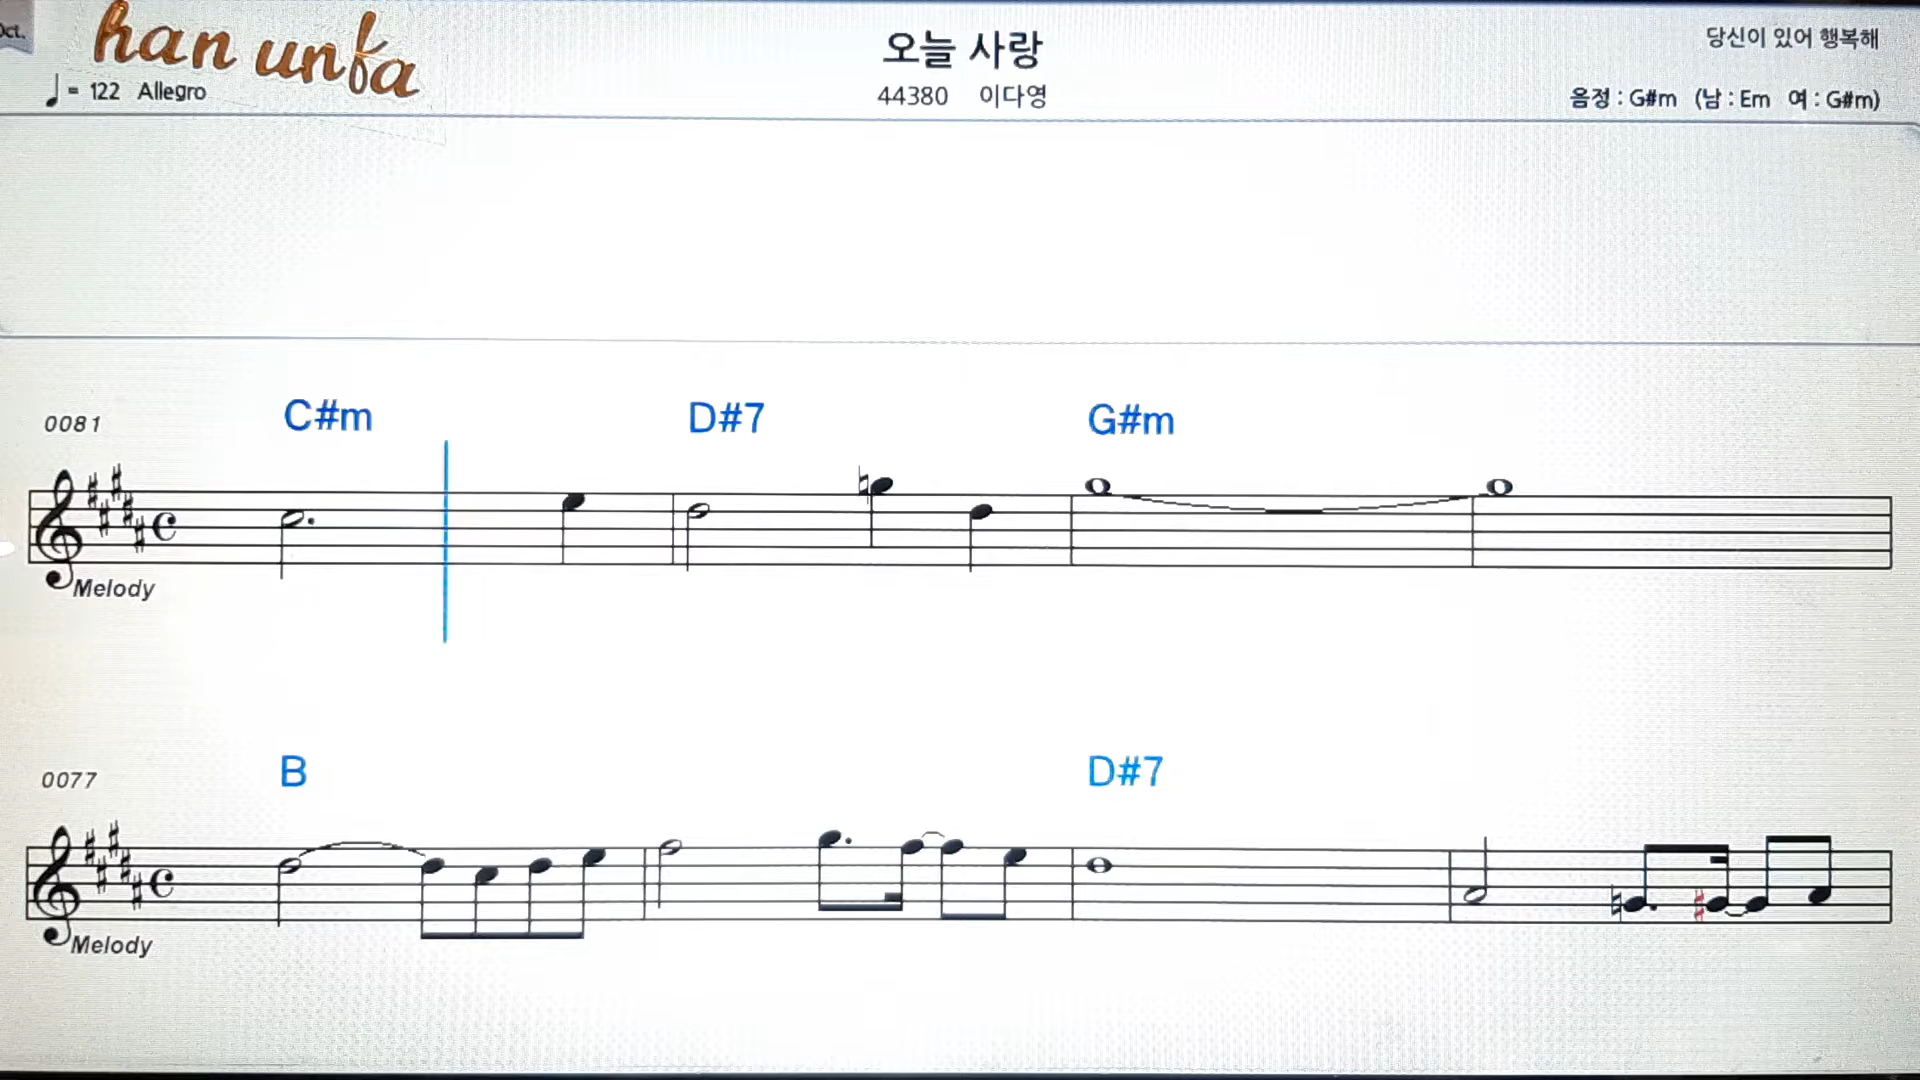 Oct.
han unfa
오늘 사랑
당신이 있어 행복해
♩ = 122 Allegro
44380 이다영
음정 : G#m (남 : Em 여 : G#m)
0081 C#m D#7 G#m
Melody
0077 B D#7
Melody